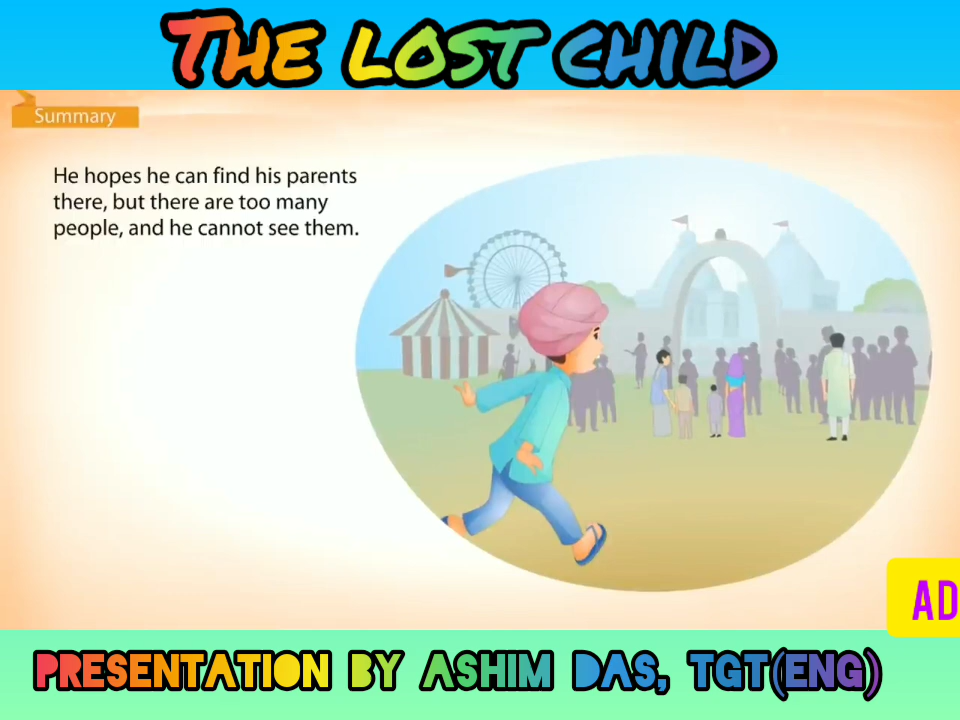 The lost child
Summary
He hopes he can find his parents
there, but there are too many
people, and he cannot see them.
AD
PRESENTATION BY ASHIM DAS, TGT(ENG)